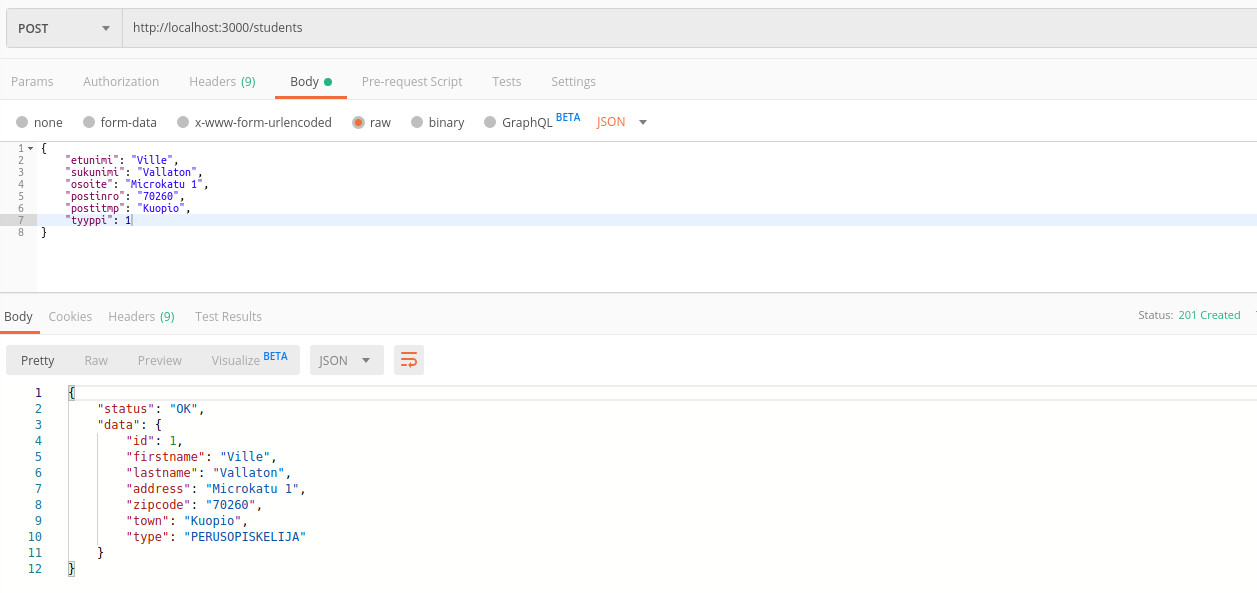 POST http://localhost:3000/students
Params Authorization Headers (9) Body Pre-request Script Tests Settings
none form-data x-www-form-urlencoded raw binary GraphQL BETA JSON
1 {
2 "etunimi": "Ville",
3 "sukunimi": "Vallaton",
4 "osoite": "Microkatu 1",
5 "postinro": "70260",
6 "postitmp": "Kuopio",
7 "tyyppi": 1
8 }
Body Cookies Headers (9) Test Results Status: 201 Created
Pretty Raw Preview Visualize BETA JSON
1 {
2 "status": "OK",
3 "data": {
4 "id": 1,
5 "firstname": "Ville",
6 "lastname": "Vallaton",
7 "address": "Microkatu 1",
8 "zipcode": "70260",
9 "town": "Kuopio",
10 "type": "PERUSOPISKELIJA"
11 }
12 }